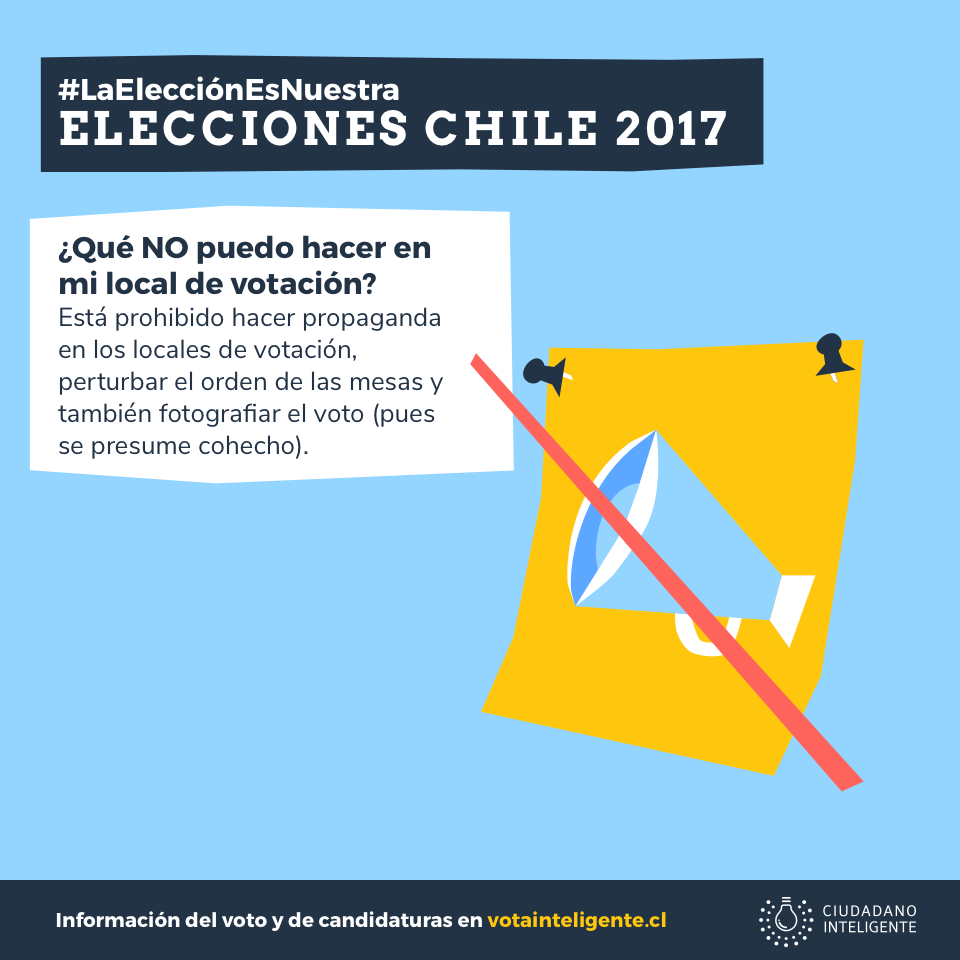 #LaElecciónEsNuestra
ELECCIONES CHILE 2017
¿Qué NO puedo hacer en
mi local de votación?
Está prohibido hacer propaganda
en los locales de votación,
perturbar el orden de las mesas y
también fotografiar el voto (pues
se presume cohecho).
Información del voto y de candidaturas en votainteligente.cl
CIUDADANO
INTELIGENTE